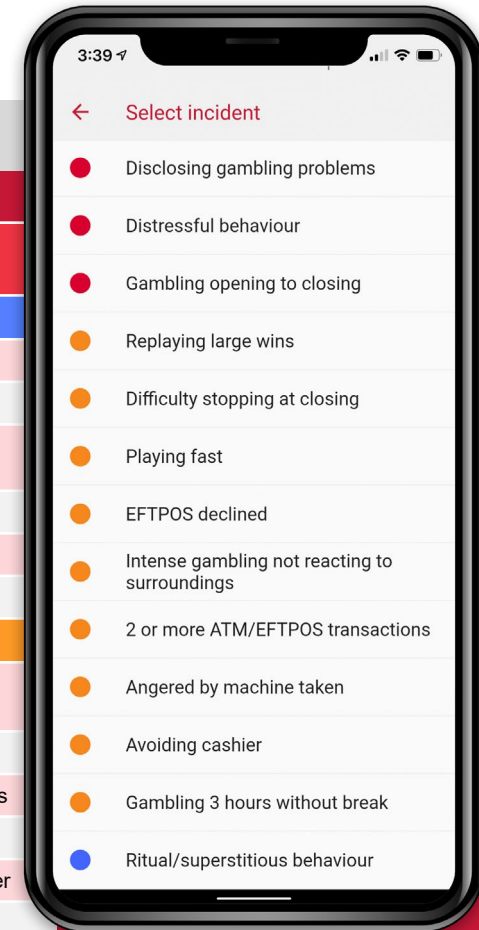 3:39
Select incident
Disclosing gambling problems
Distressful behaviour
Gambling opening to closing
Replaying large wins
Difficulty stopping at closing
Playing fast
EFTPOS declined
Intense gambling not reacting to
surroundings
2 or more ATM/EFTPOS transactions
Angered by machine taken
Avoiding cashier
s
Gambling 3 hours without break
Ritual/superstitious behaviour
er